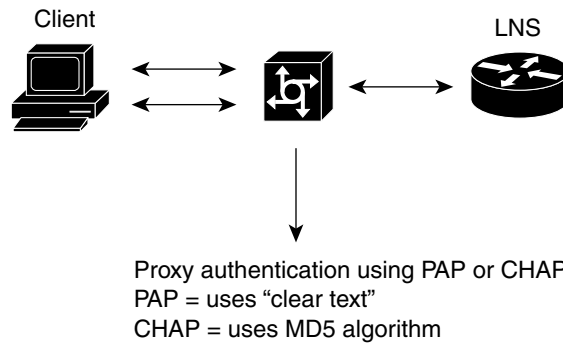 Client
LNS
Proxy authentication using PAP or CHAP
PAP = uses “clear text”
CHAP = uses MD5 algorithm